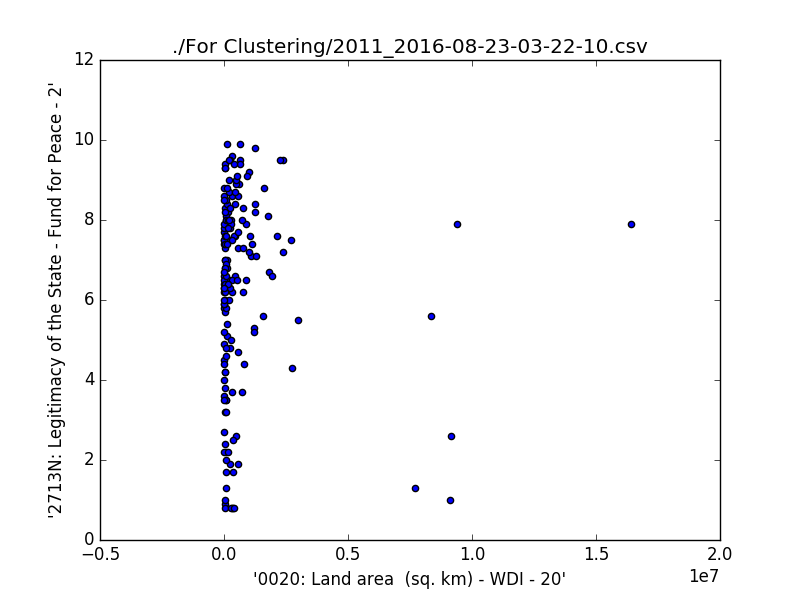 ./For Clustering/2011_2016-08-23-03-22-10.csv
'2713N: Legitimacy of the State - Fund for Peace - 2'
12
10
8
6
4
2
0
−0.5 0.0 0.5 1.0 1.5 2.0
1e7
'0020: Land area  (sq. km) - WDI - 20'